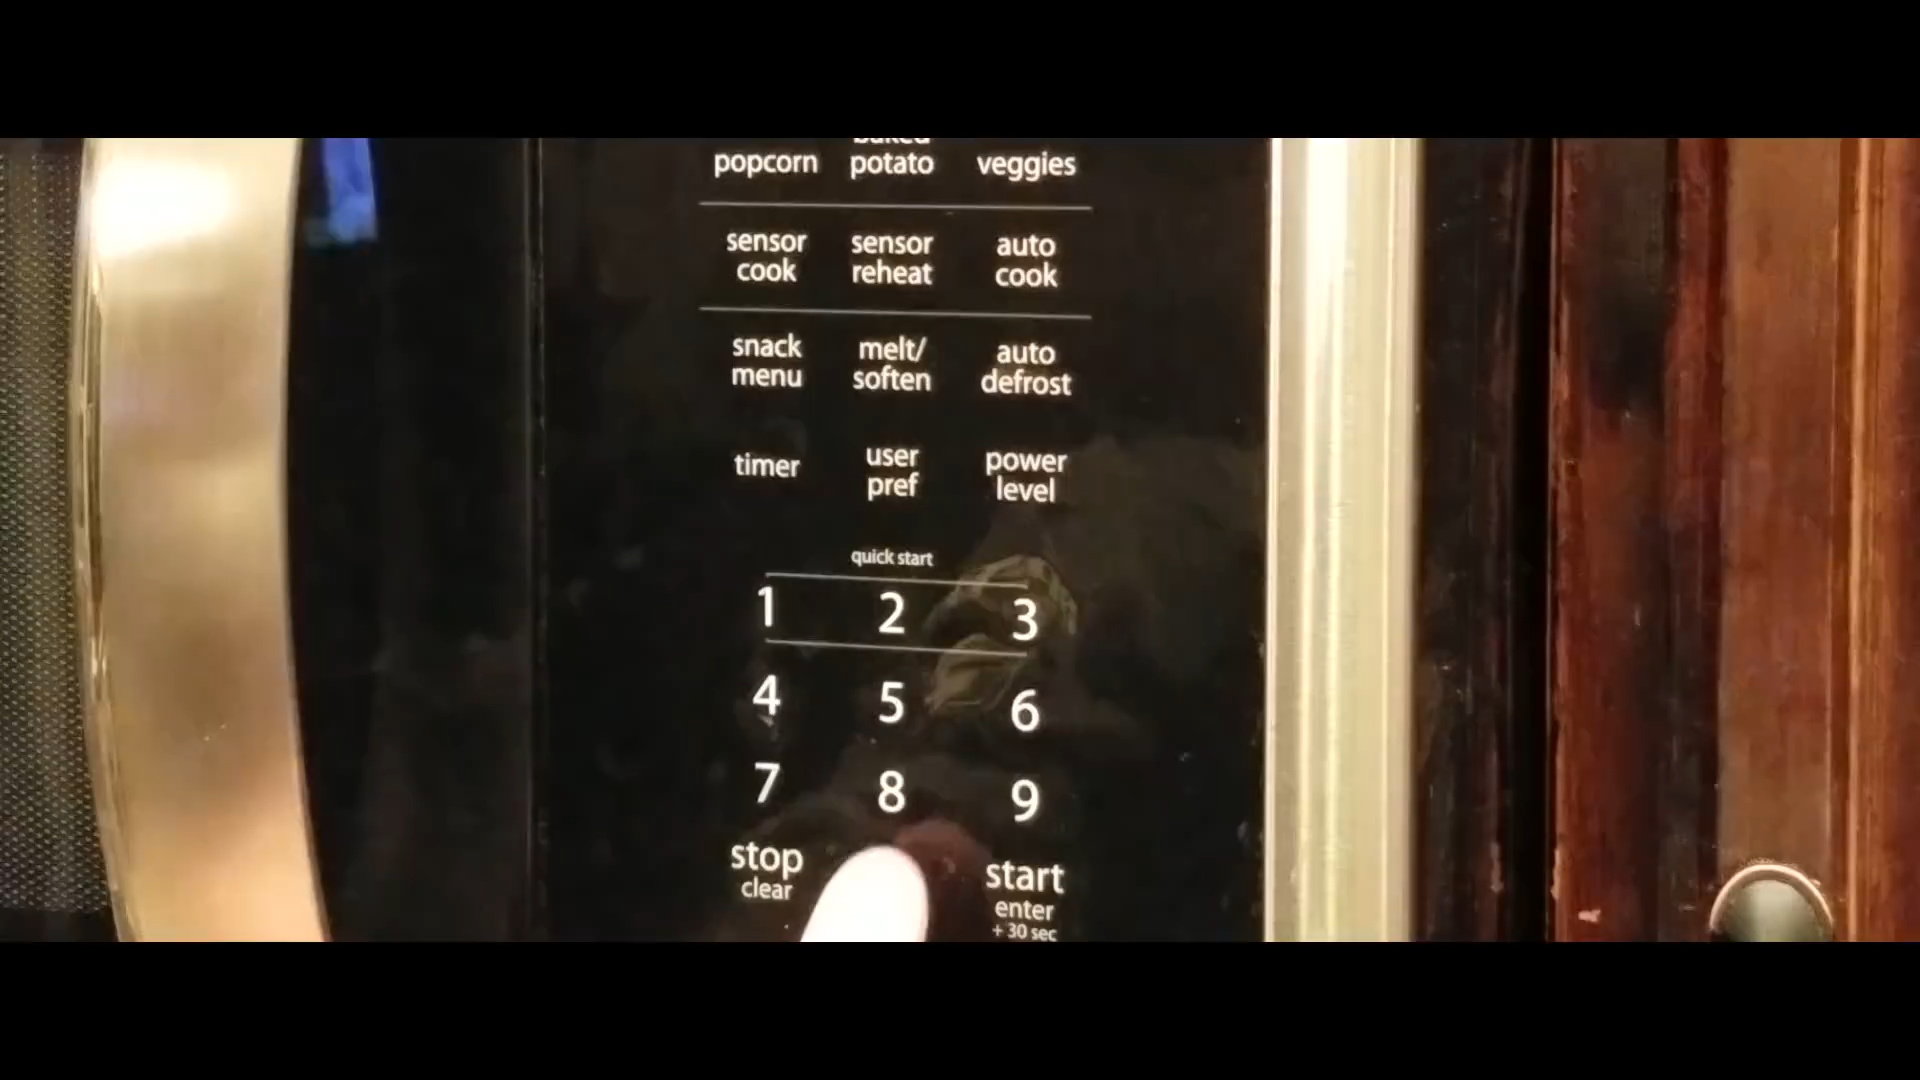 baked
popcorn potato veggies
sensor sensor auto
cook reheat cook
snack melt/ auto
menu soften defrost
timer user power
pref level
quick start
1 2 3
4 5 6
7 8 9
stop start
clear enter
+ 30 sec